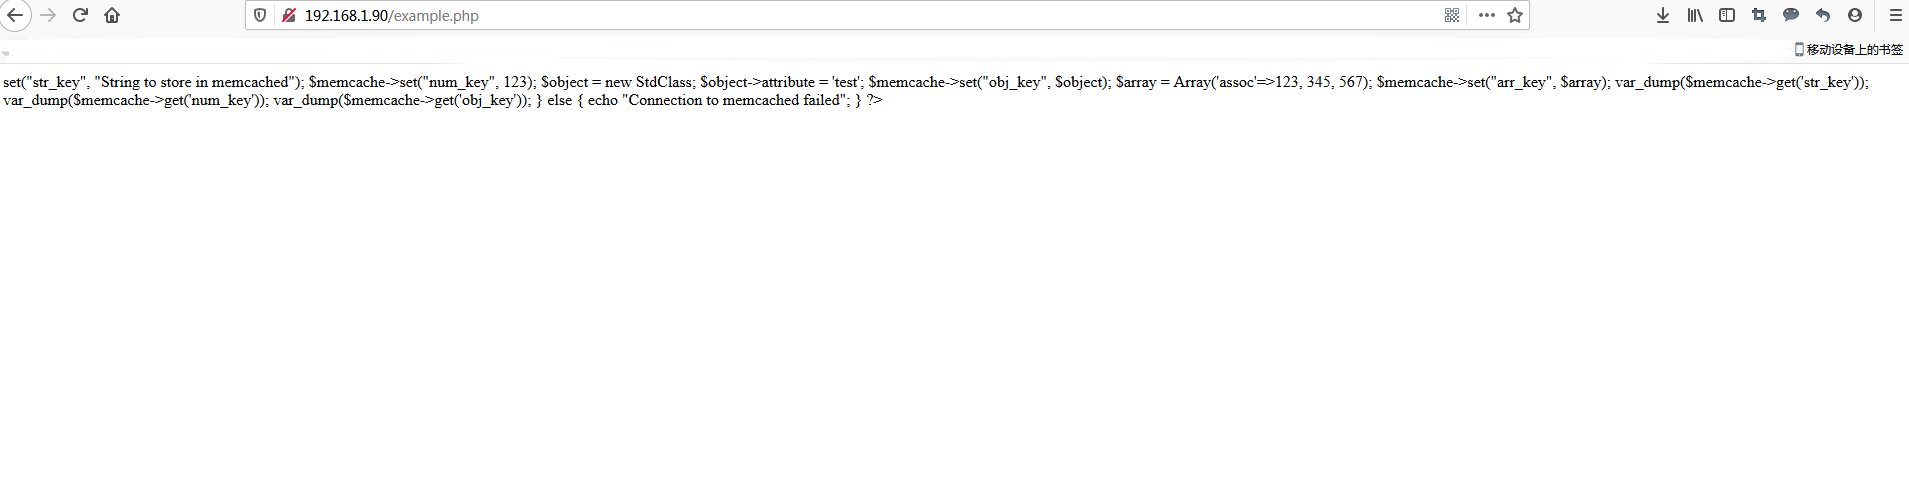 192.168.1.90/example.php
移动设备上的书签
set("str_key", "String to store in memcached"); $memcache->set("num_key", 123); $object = new StdClass; $object->attribute = 'test'; $memcache->set("obj_key", $object); $array = Array('assoc'=>123, 345, 567); $memcache->set("arr_key", $array); var_dump($memcache->get('str_key'));
var_dump($memcache->get('num_key')); var_dump($memcache->get('obj_key')); } else { echo "Connection to memcached failed"; } ?>